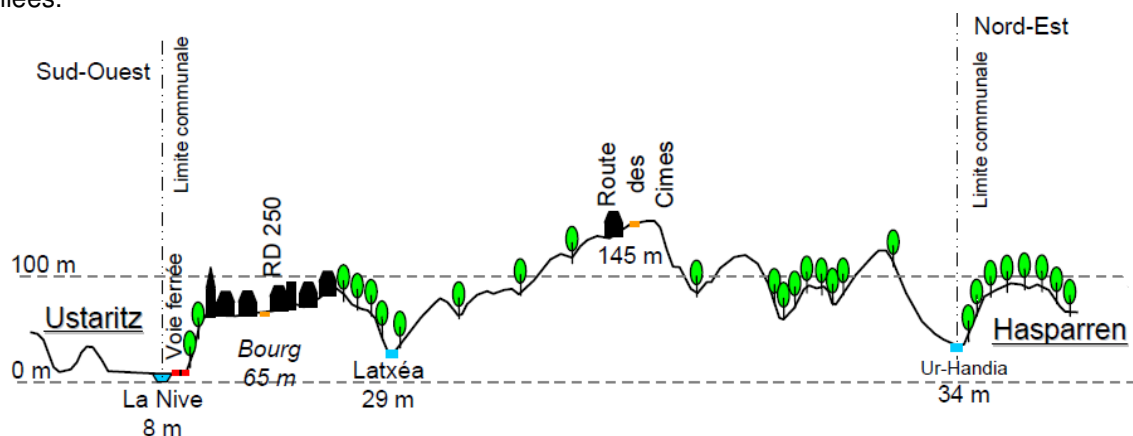 Sud-Ouest
Limite communale
Nord-Est
Limite communale
Voie ferrée
RD 250
Route
des
Cimes
145 m
100 m
Ustaritz
Bourg
65 m
Hasparren
0 m
La Nive
8 m
Latxéa
29 m
Ur-Handia
34 m